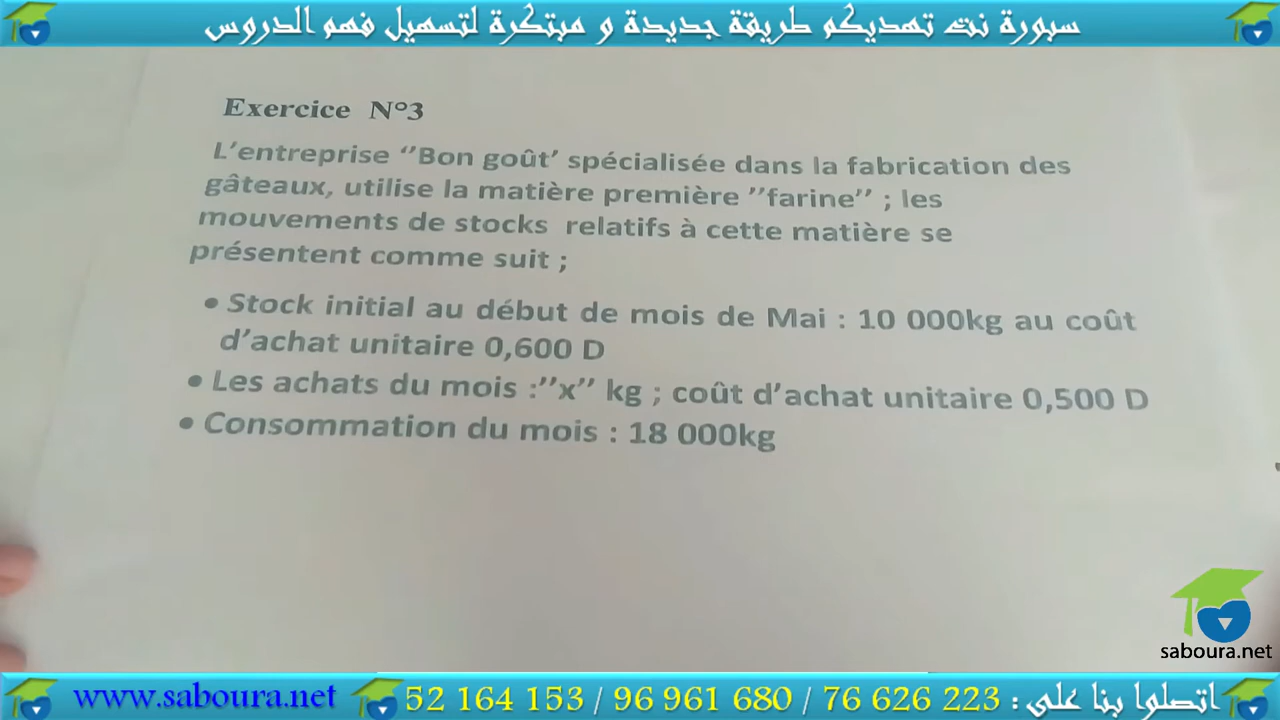 سبورة نت تهديكم طريقة جديدة و مبتكرة لتسهيل فهم الدروس
Exercice N°3
L’entreprise ‘’Bon goût’ spécialisée dans la fabrication des
gâteaux, utilise la matière première ’’farine’’ ; les
mouvements de stocks relatifs à cette matière se
présentent comme suit ;
• Stock initial au début de mois de Mai : 10 000kg au coût
d’achat unitaire 0,600 D
• Les achats du mois :’’x’’ kg ; coût d’achat unitaire 0,500 D
• Consommation du mois : 18 000kg
saboura.net
www.saboura.net
اتصلوا بنا على : 52 164 153 / 96 961 680 / 76 626 223